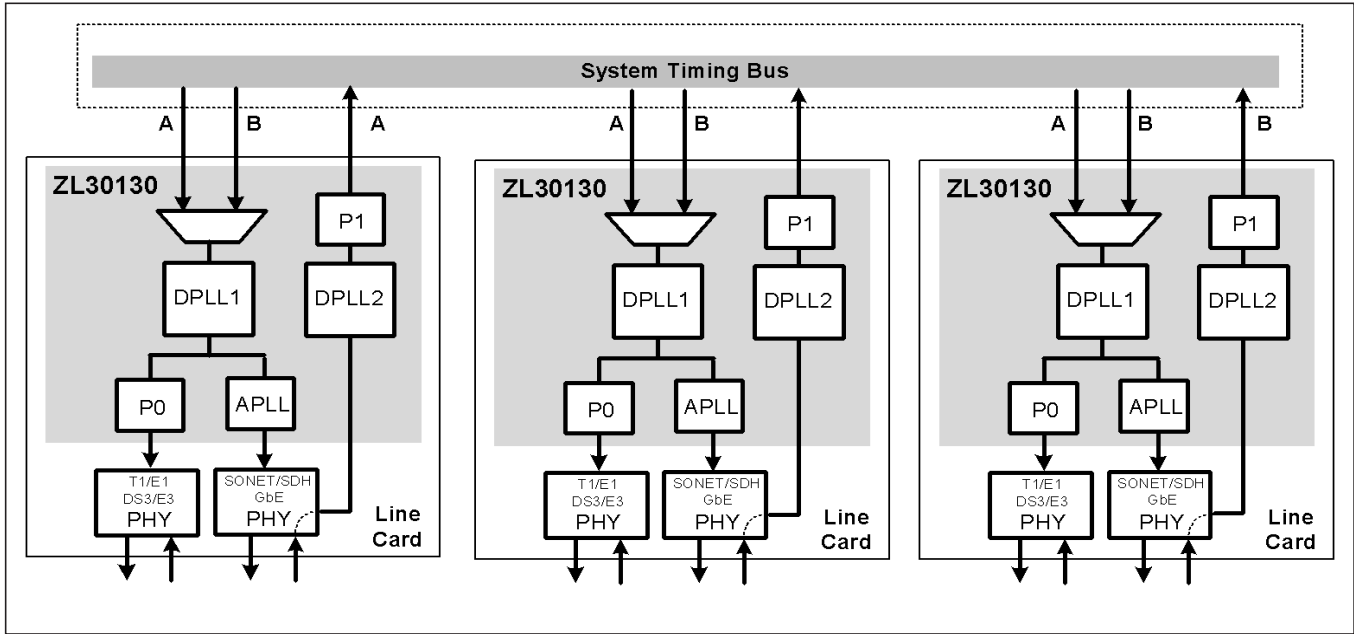 System Timing Bus
A
B
A
A
B
A
B
B
ZL30130
P1
DPLL1
DPLL2
P0
APLL
T1/E1
DS3/E3
PHY
SONET/SDH
GbE
PHY
Line
Card
ZL30130
P1
DPLL1
DPLL2
P0
APLL
T1/E1
DS3/E3
PHY
SONET/SDH
GbE
PHY
Line
Card
ZL30130
P1
DPLL1
DPLL2
P0
APLL
T1/E1
DS3/E3
PHY
SONET/SDH
GbE
PHY
Line
Card